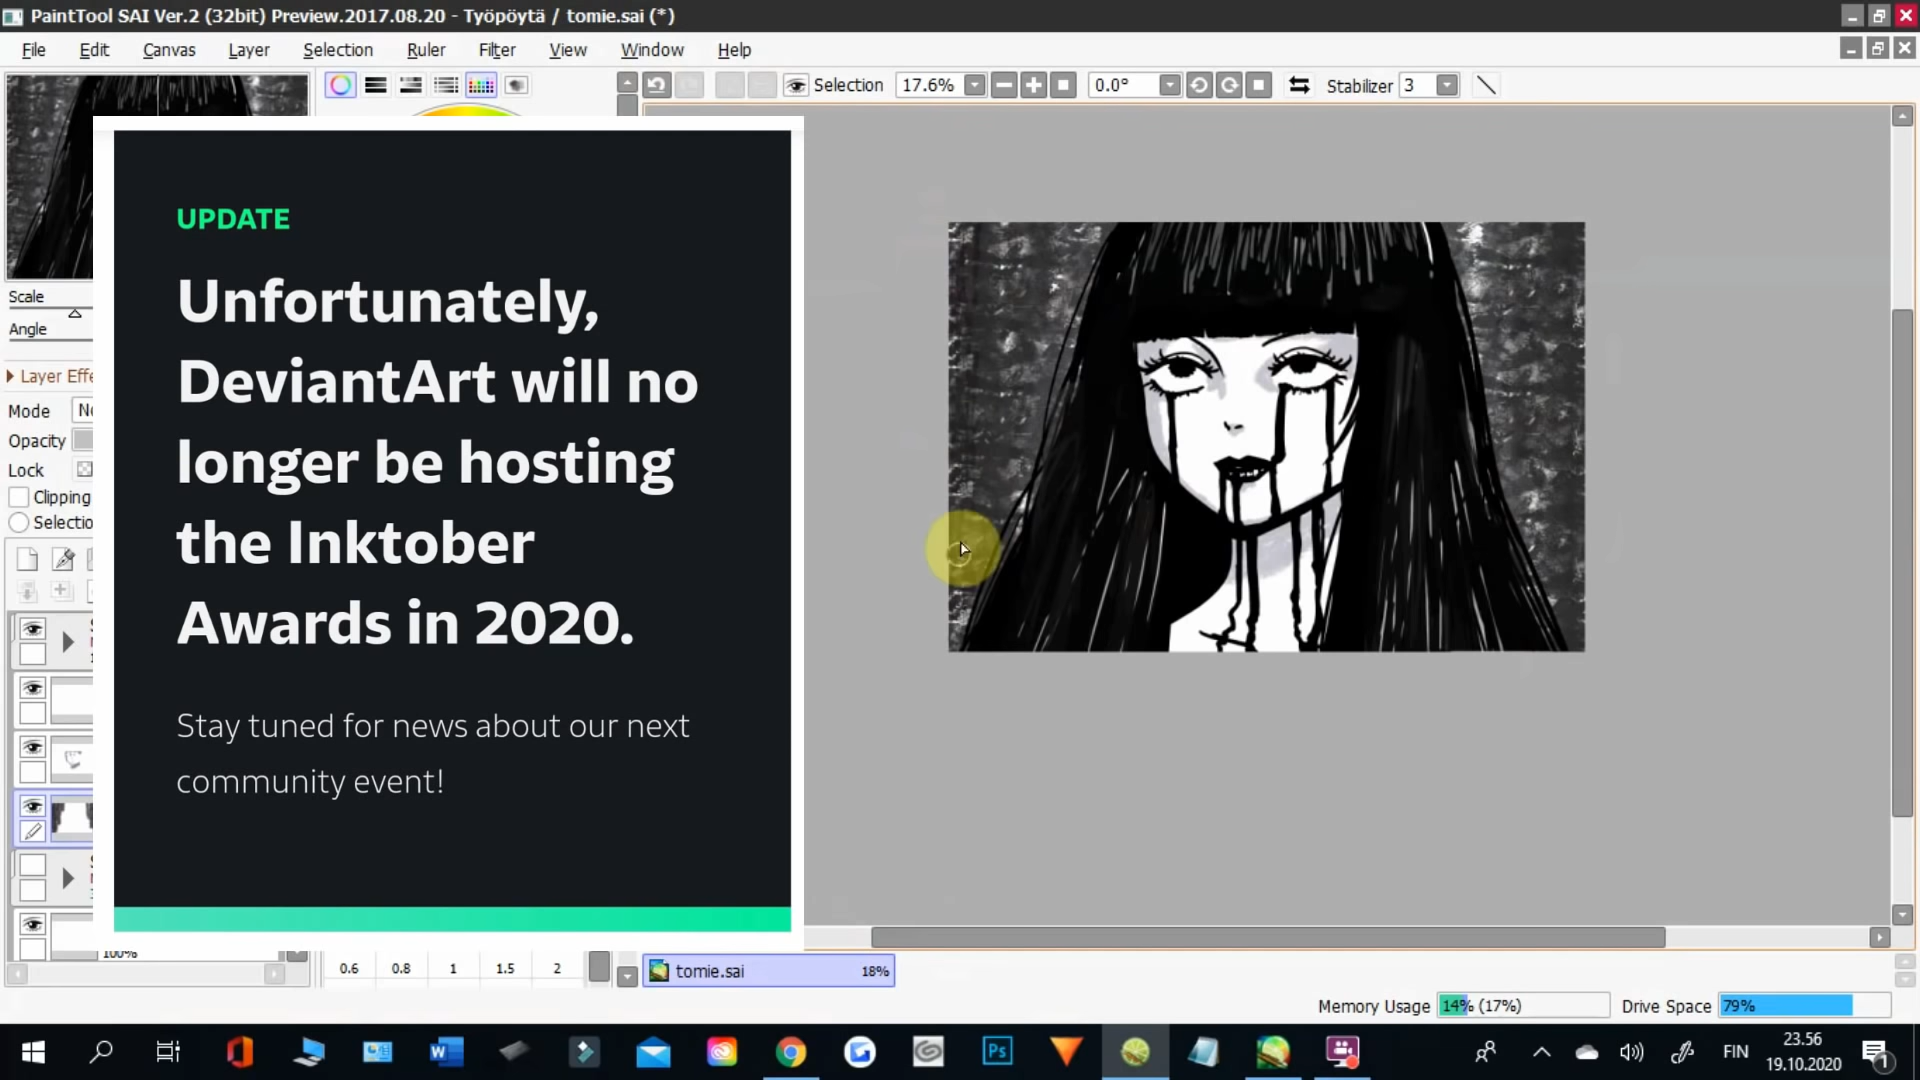 PaintTool SAI Ver.2 (32bit) Preview.2017.08.20 - Työpöytä / tomie.sai (*)
File Edit Canvas Layer Selection Ruler Filter View Window Help
Selection 17.6% 0.0° Stabilizer 3
Scale
Angle
Layer Effe
Mode
Opacity
Lock
Clipping
Selectio
UPDATE
Unfortunately,
DeviantArt will no
longer be hosting
the Inktober
Awards in 2020.
Stay tuned for news about our next
community event!
100%
0.6 0.8 1 1.5 2
tomie.sai 18%
Memory Usage 14% (17%) Drive Space 79%
Ps
FIN
23.56
19.10.2020
1